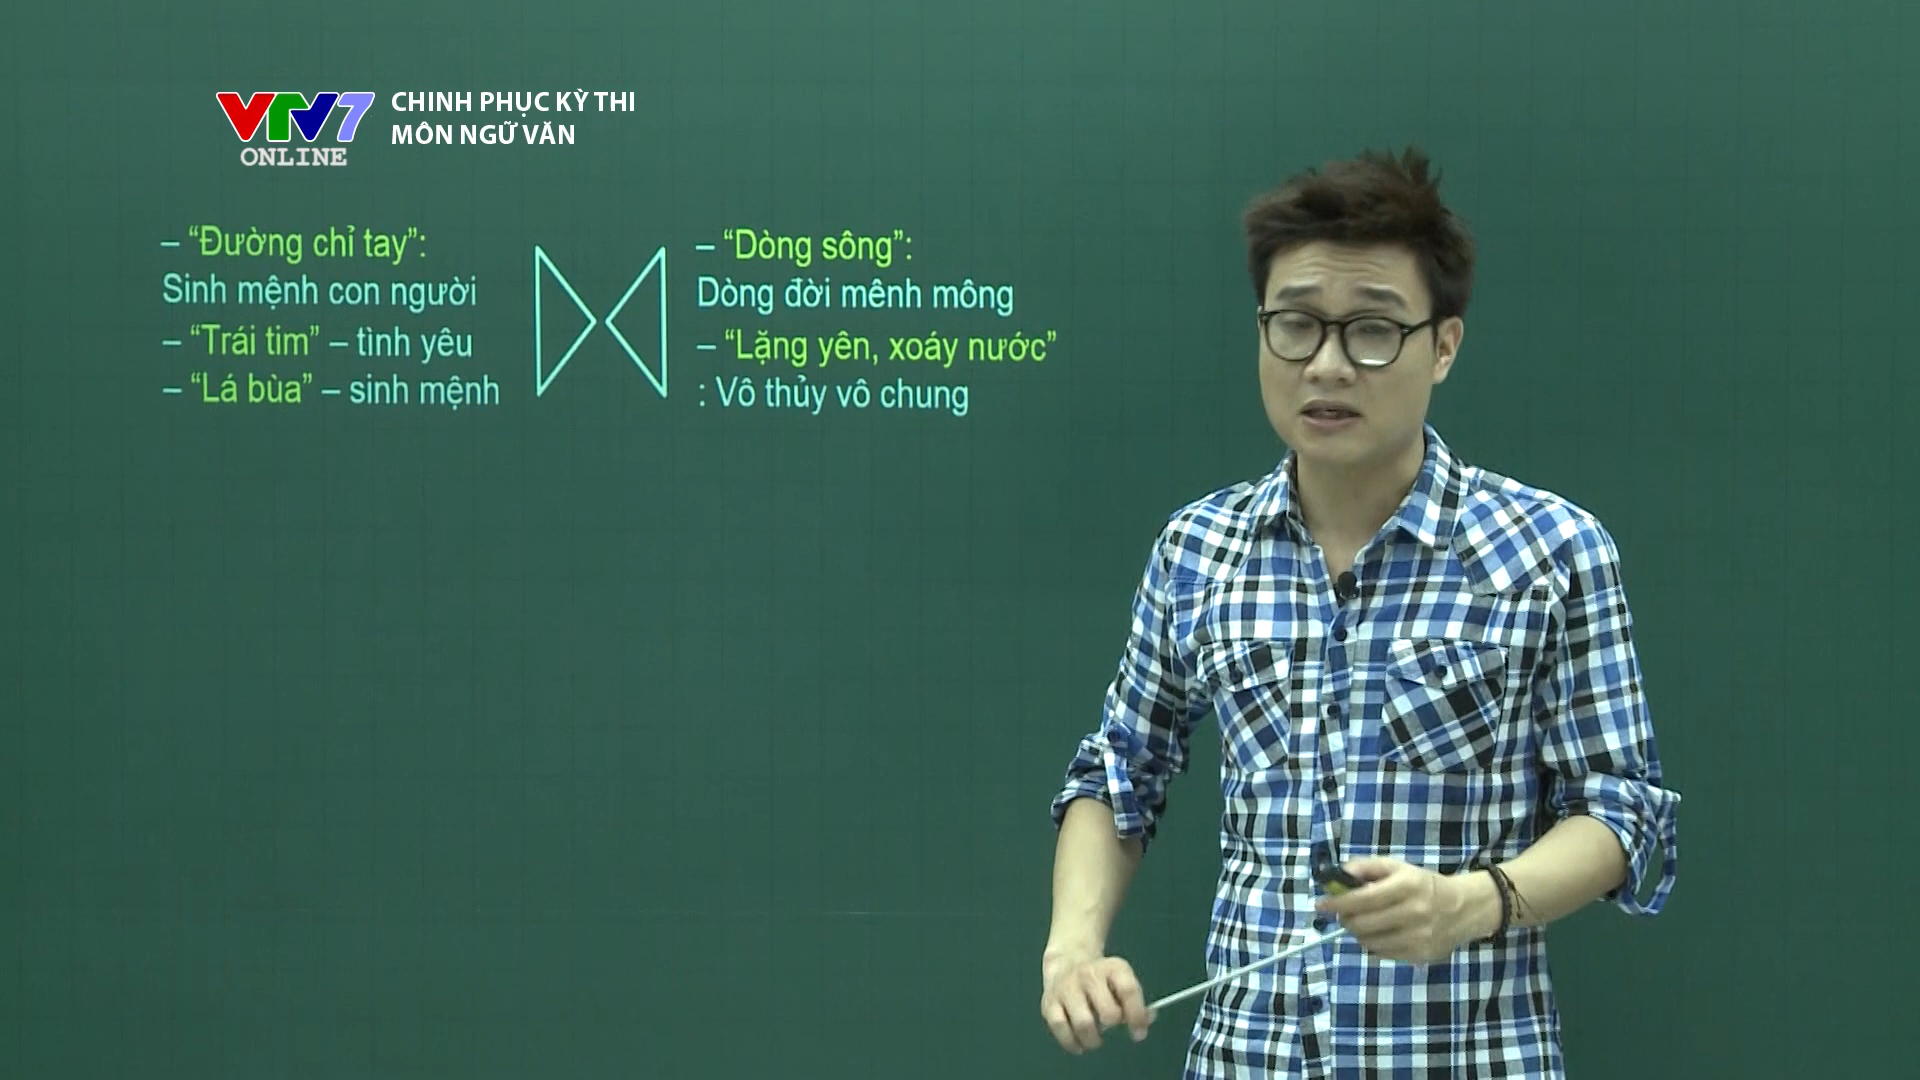 VTV7
ONLINE
CHINH PHỤC KỲ THI
MÔN NGỮ VĂN
– “Đường chỉ tay”:
Sinh mệnh con người
– “Trái tim” – tình yêu
– “Lá bùa” – sinh mệnh
– “Dòng sông”:
Dòng đời mênh mông
– “Lặng yên, xoáy nước”
: Vô thủy vô chung